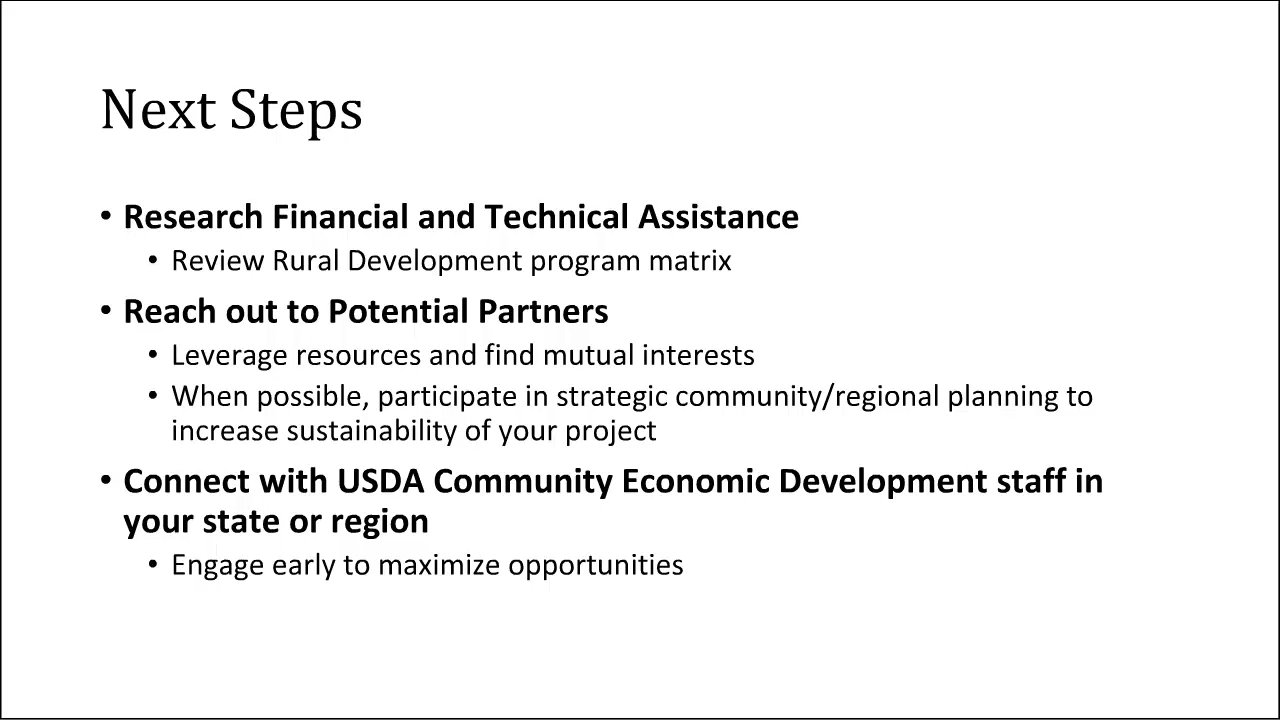 Next Steps
• Research Financial and Technical Assistance
• Review Rural Development program matrix
• Reach out to Potential Partners
• Leverage resources and find mutual interests
• When possible, participate in strategic community/regional planning to
increase sustainability of your project
• Connect with USDA Community Economic Development staff in
your state or region
• Engage early to maximize opportunities